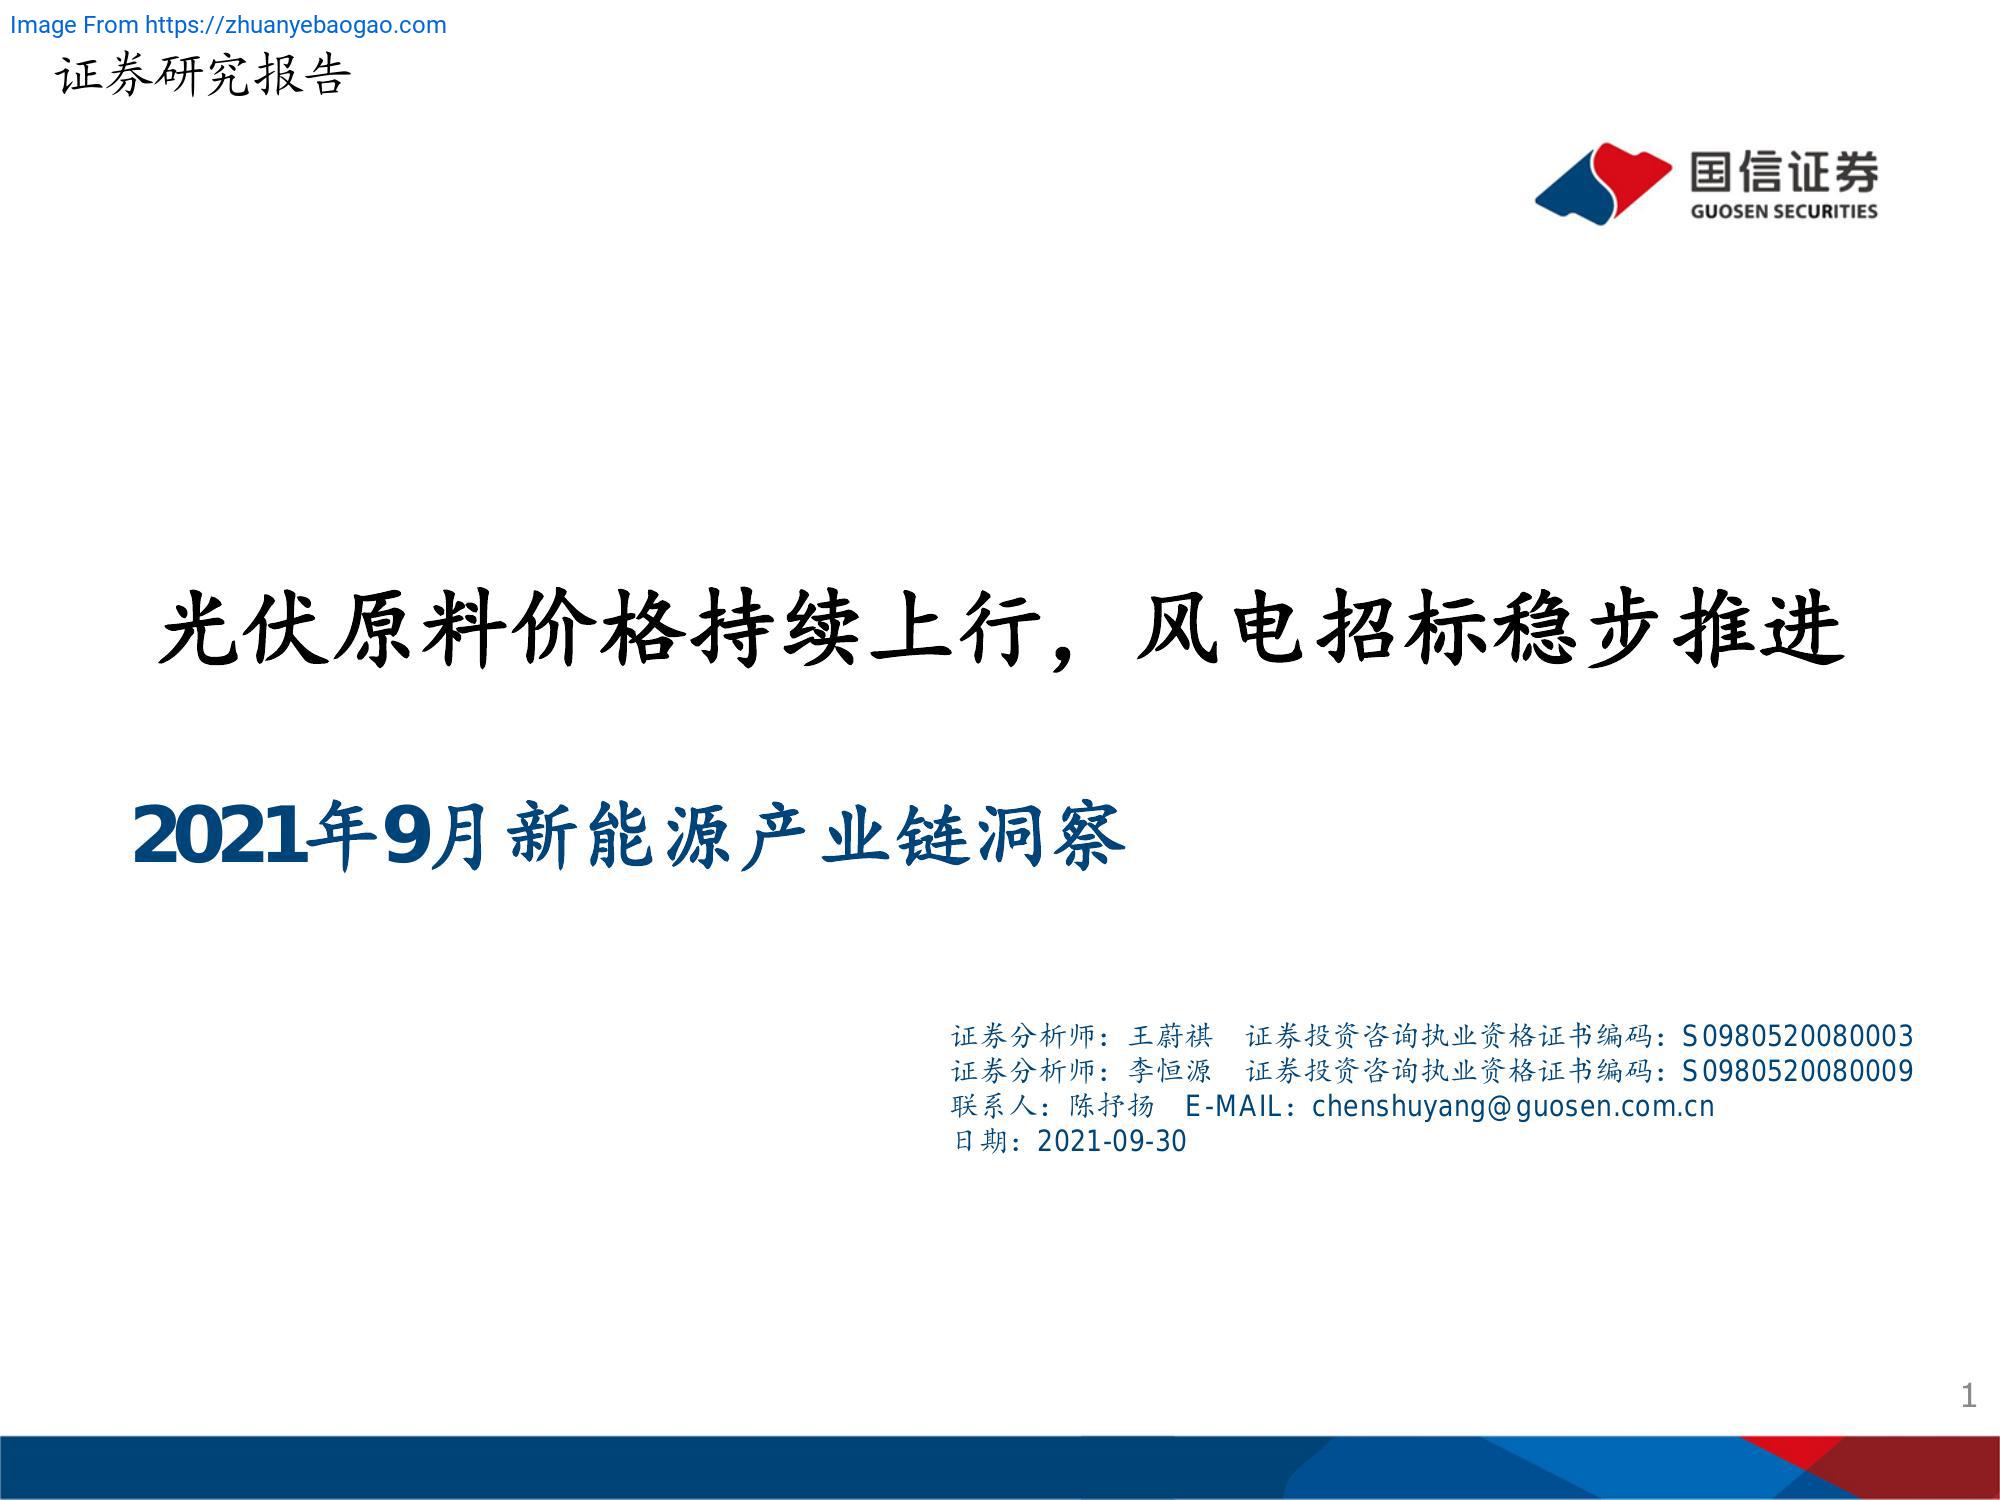 Image From https://zhuanyebaogao.com
证券研究报告
国信证券
GUOSEN SECURITIES
光伏原料价格持续上行，风电招标稳步推进
2021年9月新能源产业链洞察
证券分析师：王蔚祺 证券投资咨询执业资格证书编码：S0980520080003
证券分析师：李恒源 证券投资咨询执业资格证书编码：S0980520080009
联系人：陈抒扬 E-MAIL：chenshuyang@guosen.com.cn
日期：2021-09-30
1